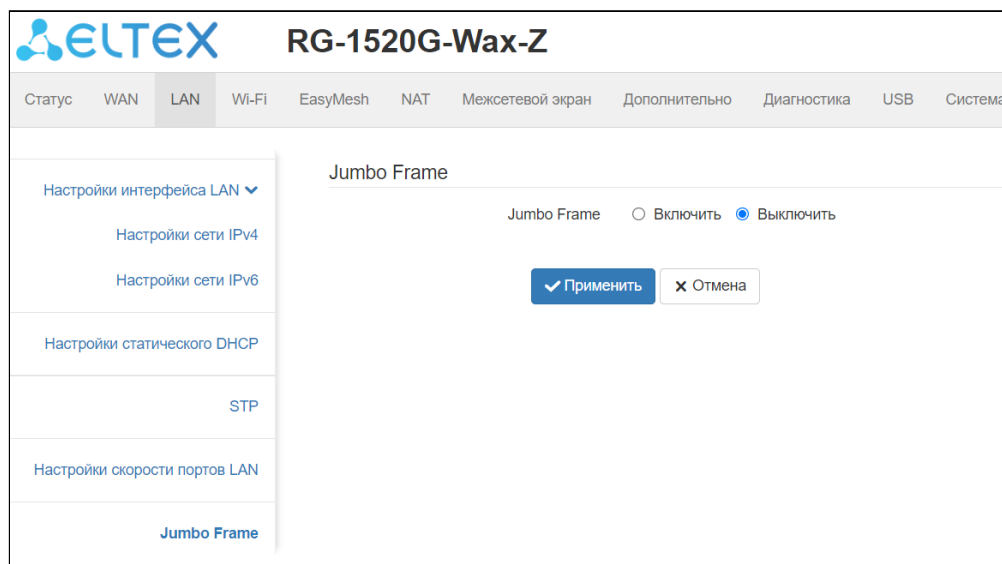 ELTEX RG-1520G-Wax-Z
Статус WAN LAN Wi-Fi EasyMesh NAT Межсетевой экран Дополнительно Диагностика USB Система
Настройки интерфейса LAN
Настройки сети IPv4
Настройки сети IPv6
Настройки статического DHCP
STP
Настройки скорости портов LAN
Jumbo Frame
Jumbo Frame
Jumbo Frame Включить Выключить
Применить Отмена